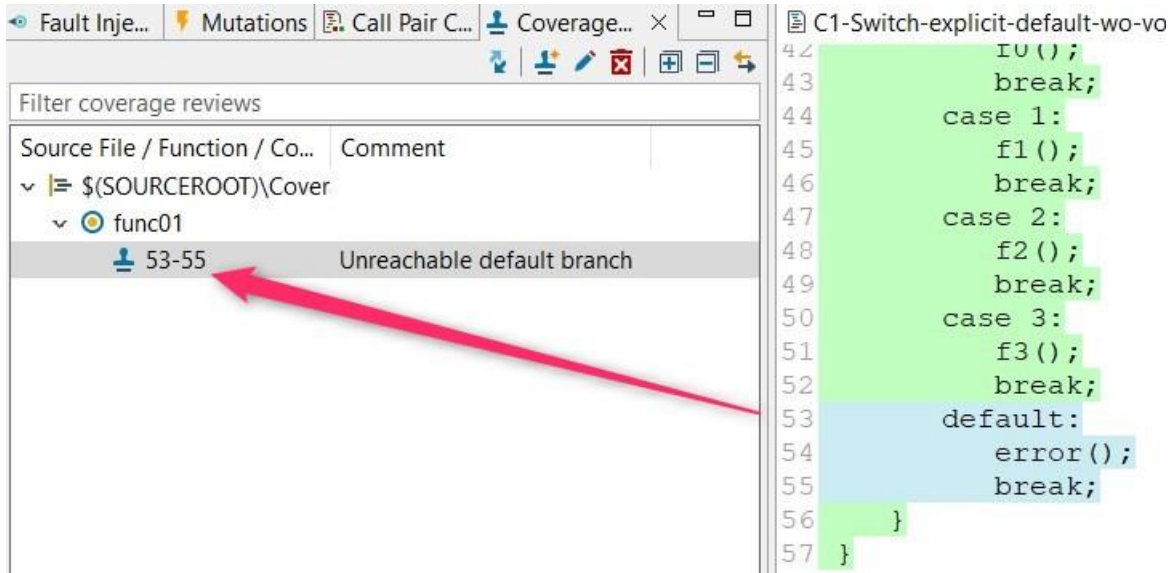 Fault Inje...
Mutations
Call Pair C...
Coverage...
Filter coverage reviews
Source File / Function / Co... Comment
$(SOURCEROOT)\Cover
func01
53-55 Unreachable default branch
C1-Switch-explicit-default-wo-vo
42 f0();
43 break;
44 case 1:
45 f1();
46 break;
47 case 2:
48 f2();
49 break;
50 case 3:
51 f3();
52 break;
53 default:
54 error();
55 break;
56 }
57 }